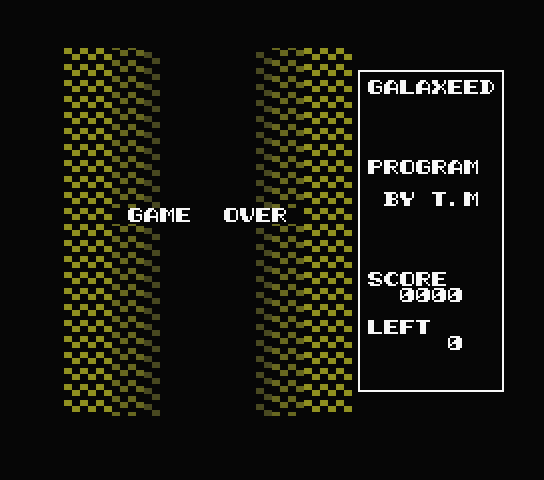 GALAXEED
PROGRAM
BY T.M
GAME OVER
SCORE
0000
LEFT
0